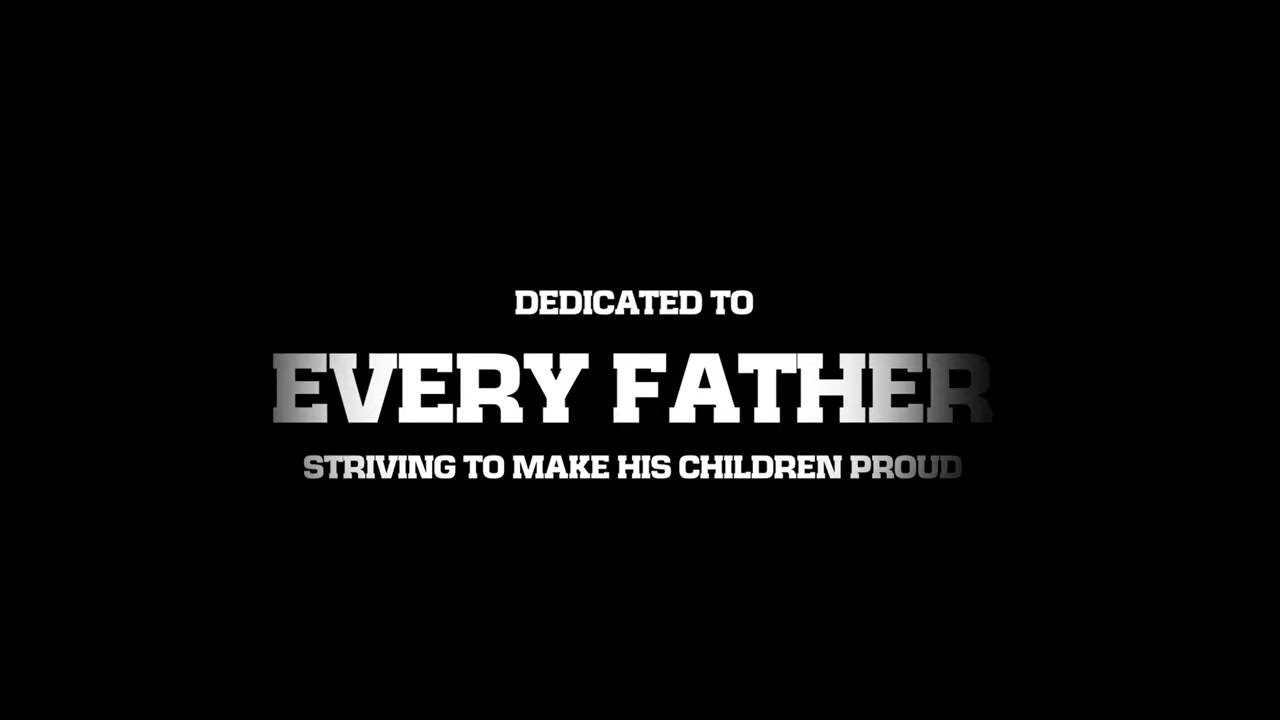 DEDICATED TO
EVERY FATHER
STRIVING TO MAKE HIS CHILDREN PROUD